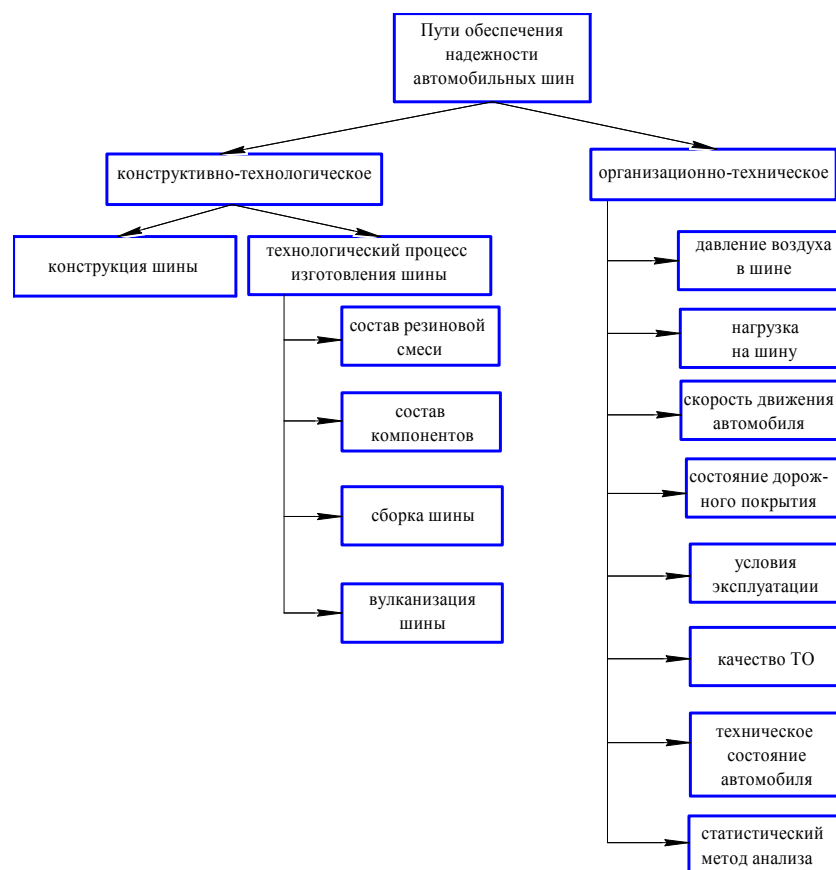 Пути обеспечения
надежности
автомобильных шин
конструктивно-технологическое
организационно-техническое
конструкция шины
технологический процесс
изготовления шины
состав резиновой
смеси
состав
компонентов
сборка шины
вулканизация
шины
давление воздуха
в шине
нагрузка
на шину
скорость движения
автомобиля
состояние дорож-
ного покрытия
условия
эксплуатации
качество ТО
техническое
состояние
автомобиля
статистический
метод анализа